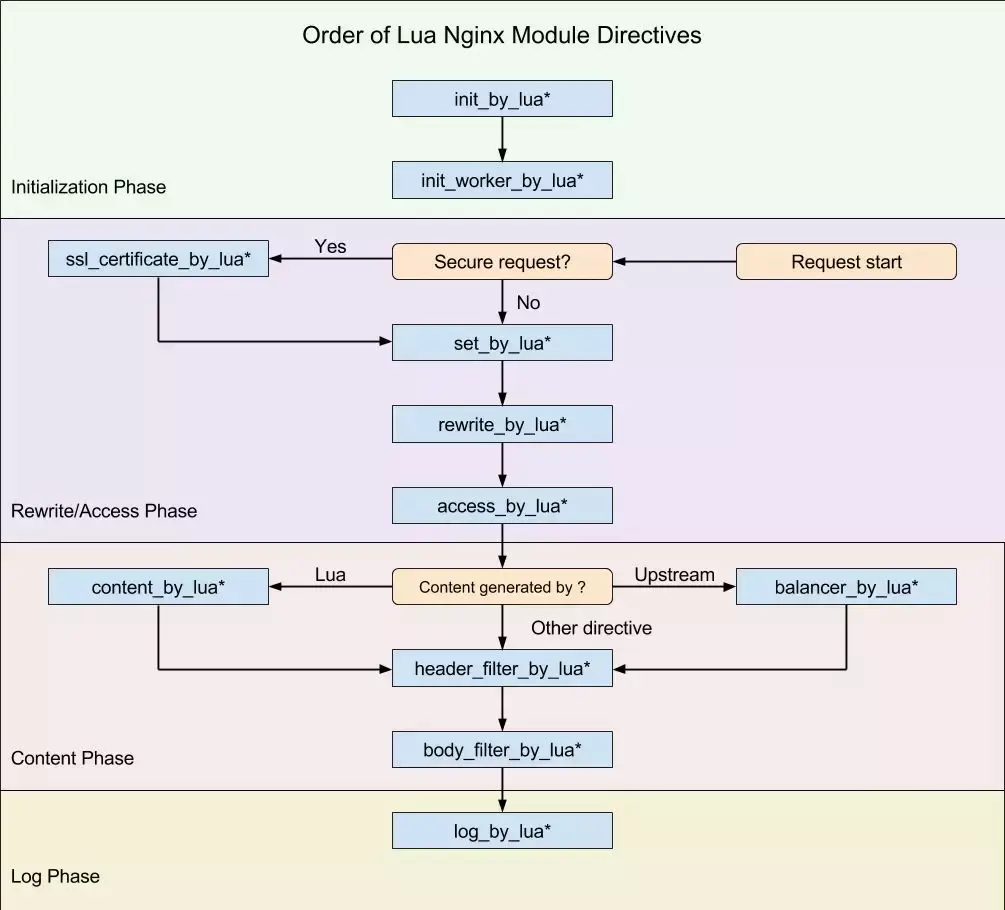 Order of Lua Nginx Module Directives
init_by_lua*
init_worker_by_lua*
Initialization Phase
ssl_certificate_by_lua*
Yes
Secure request?
Request start
No
set_by_lua*
rewrite_by_lua*
access_by_lua*
Rewrite/Access Phase
content_by_lua*
Lua
Content generated by ?
Upstream
balancer_by_lua*
Other directive
header_filter_by_lua*
body_filter_by_lua*
Content Phase
log_by_lua*
Log Phase